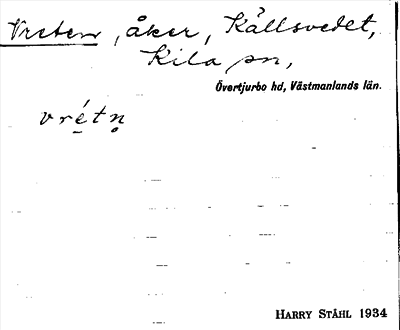 Vreten, åker, Källsvedet,
Kila sn,
Övertjurbo hd, Västmanlands län.
vrétn̥
HARRY STÅHL 1934